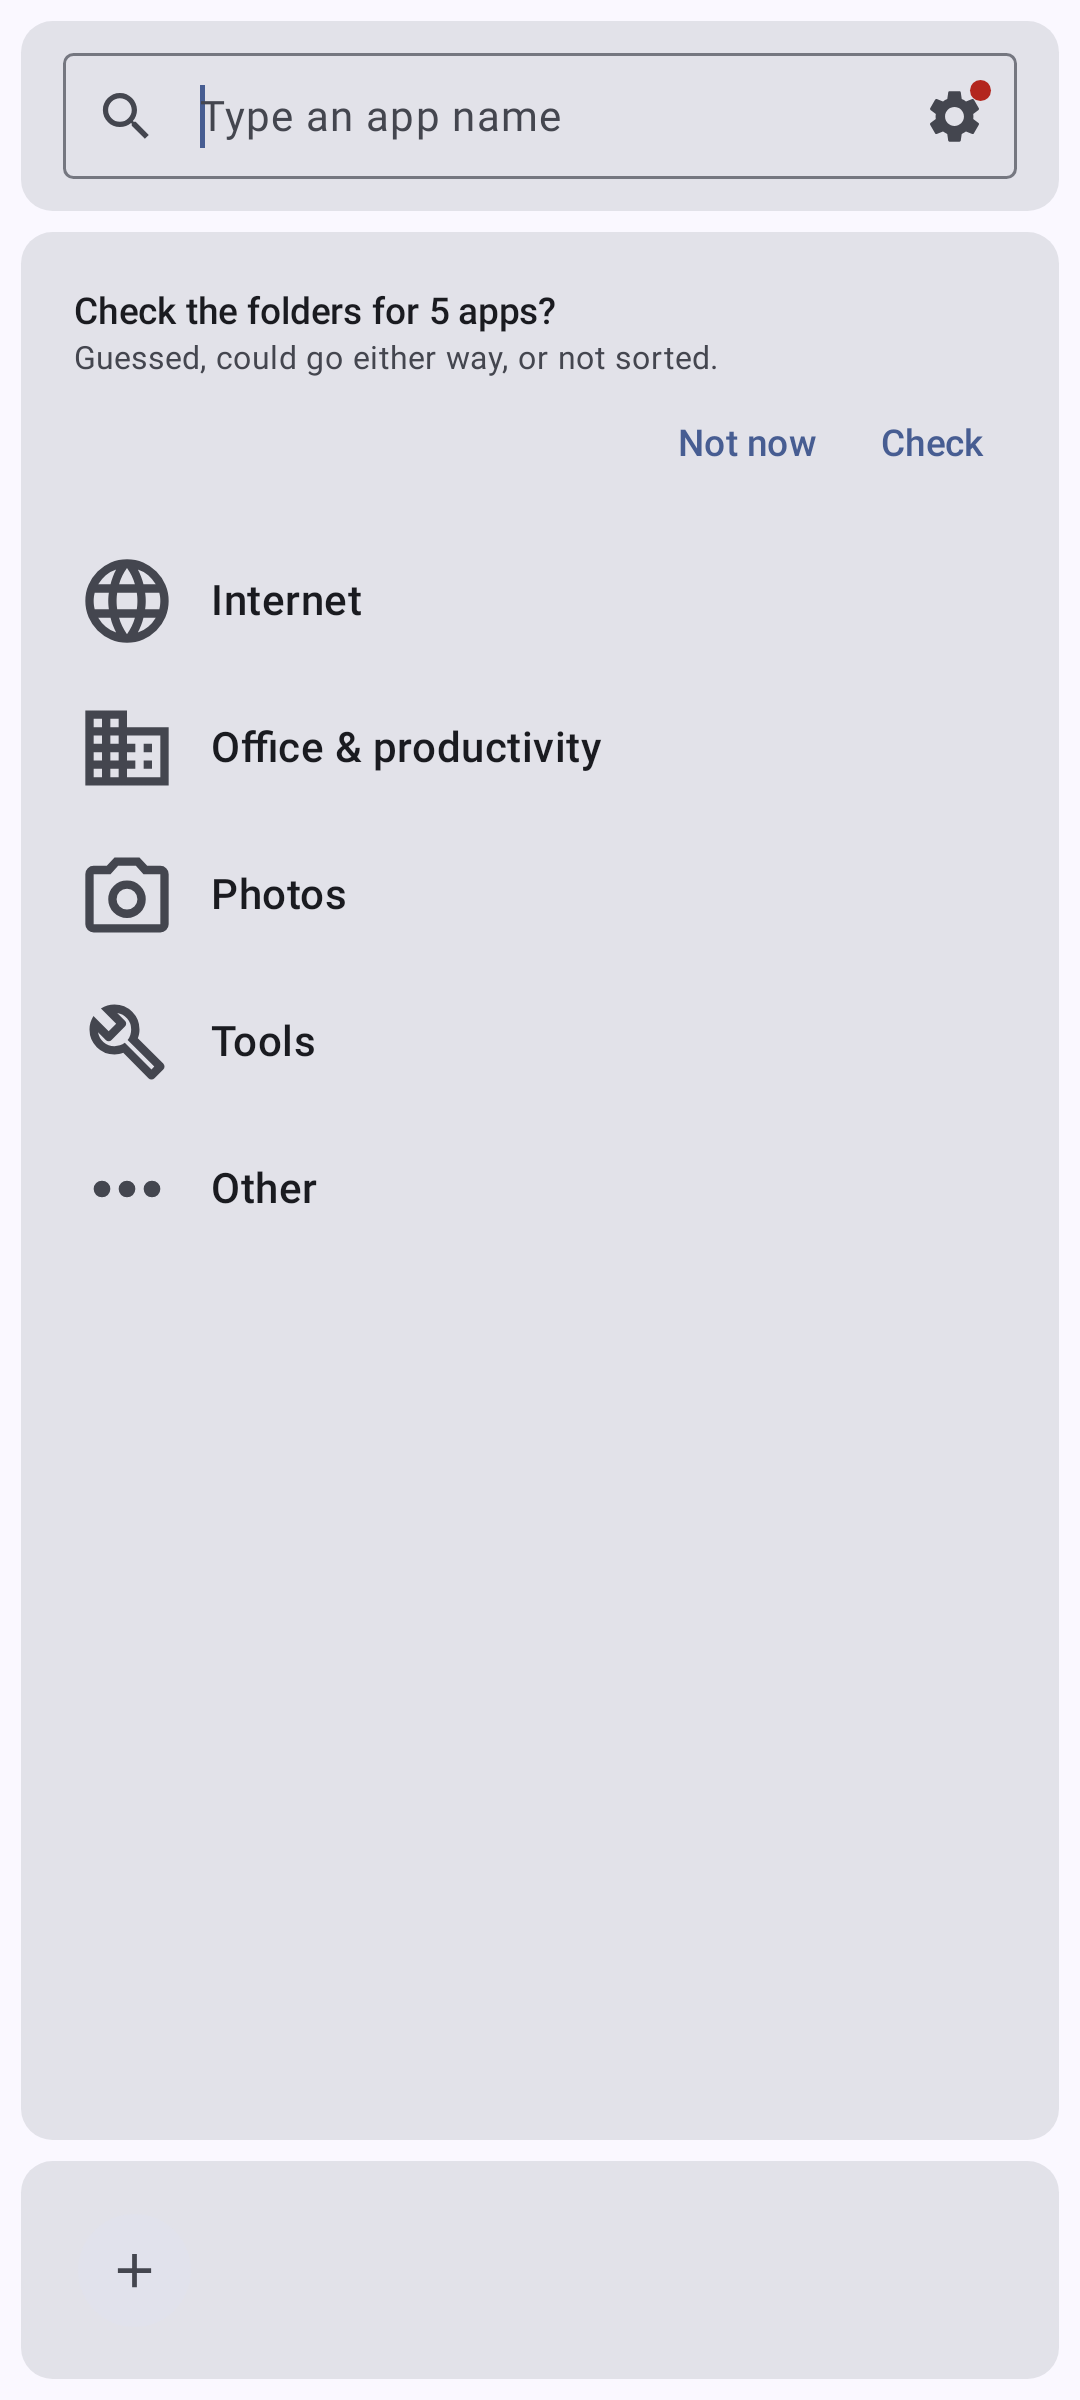 Type an app name
Check the folders for 5 apps?
Guessed, could go either way, or not sorted.
Not now Check
Internet
Office & productivity
Photos
Tools
Other